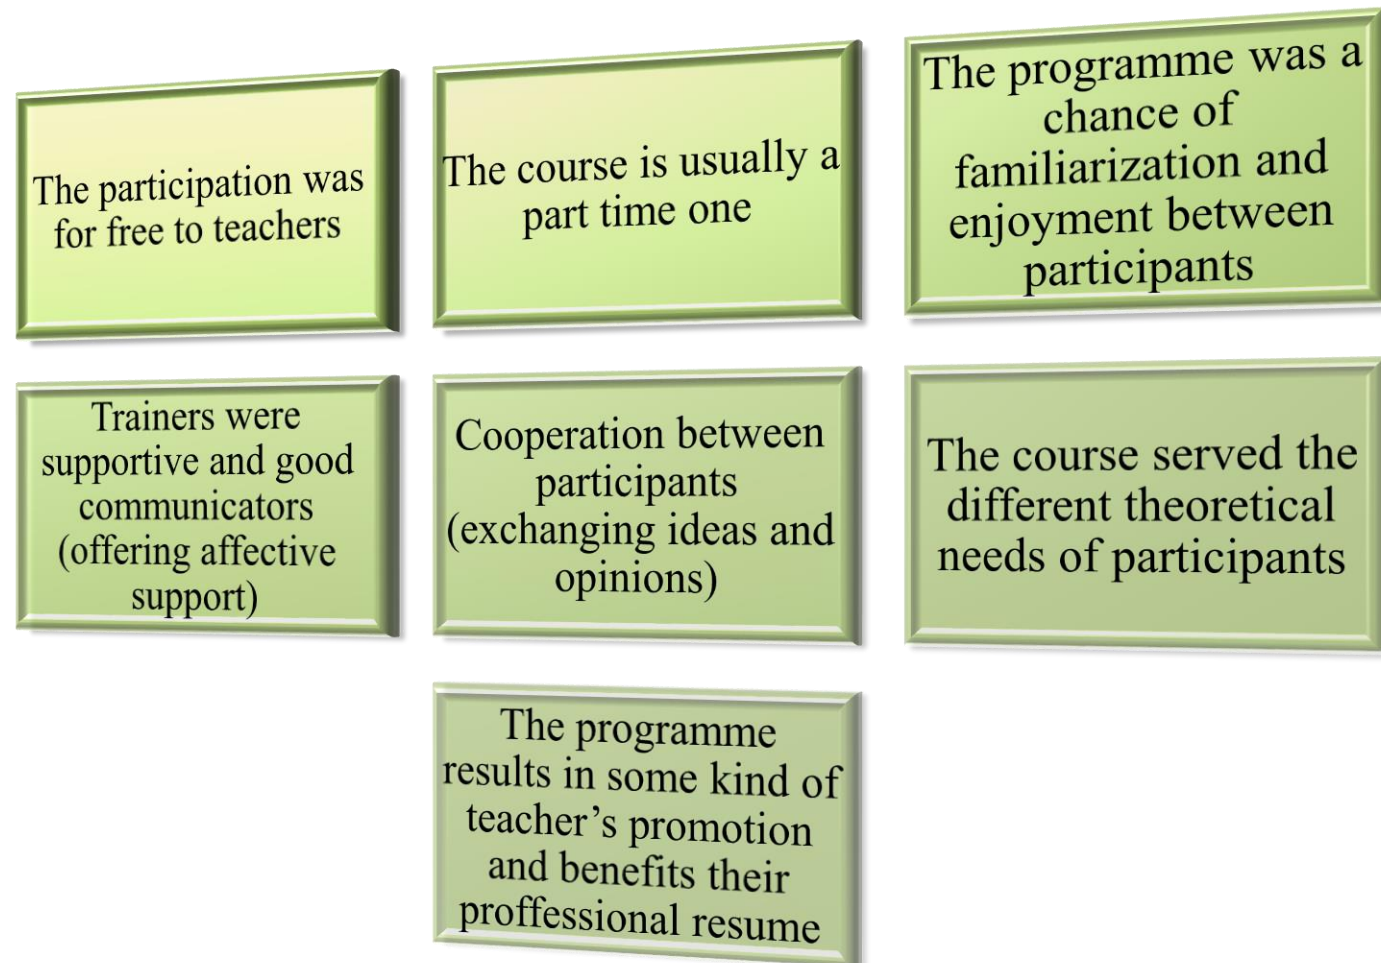 The participation was
for free to teachers
The course is usually a
part time one
The programme was a
chance of
familiarization and
enjoyment between
participants
Trainers were
supportive and good
communicators
(offering affective
support)
Cooperation between
participants
(exchanging ideas and
opinions)
The course served the
different theoretical
needs of participants
The programme
results in some kind of
teacher’s promotion
and benefits their
proffessional resume